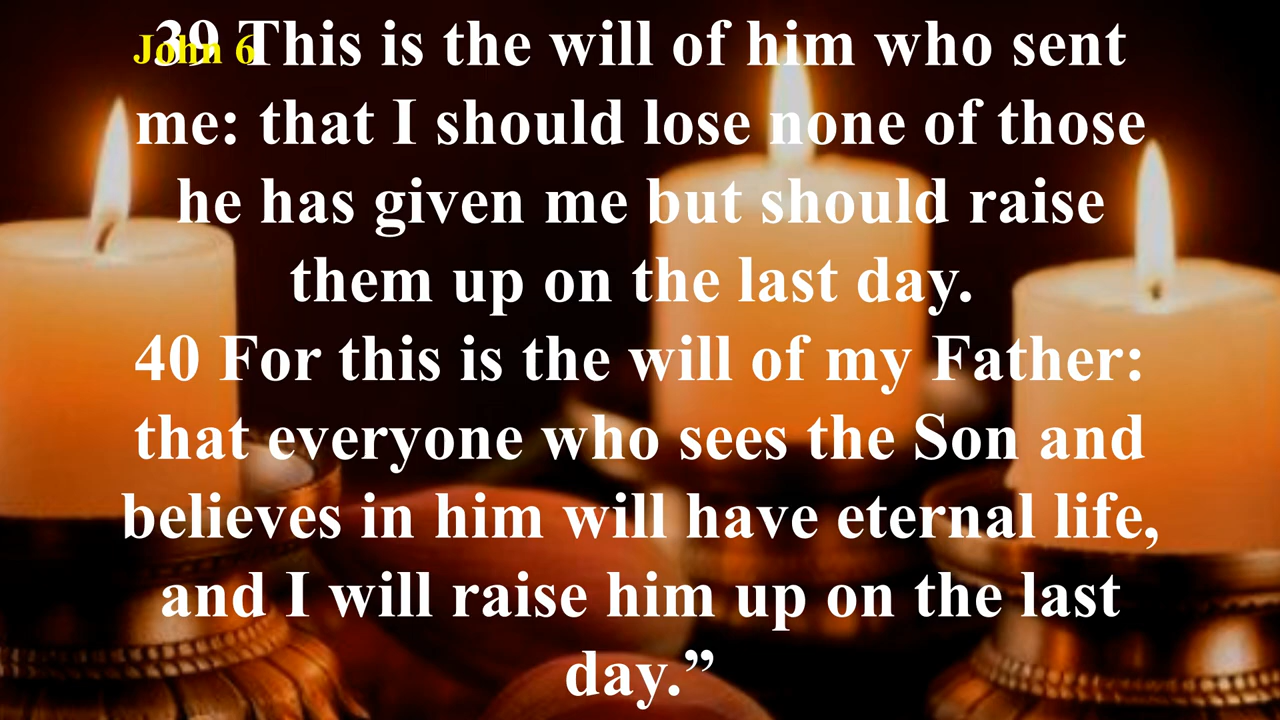 John 6
39 This is the will of him who sent
me: that I should lose none of those
he has given me but should raise
them up on the last day.
40 For this is the will of my Father:
that everyone who sees the Son and
believes in him will have eternal life,
and I will raise him up on the last
day.”